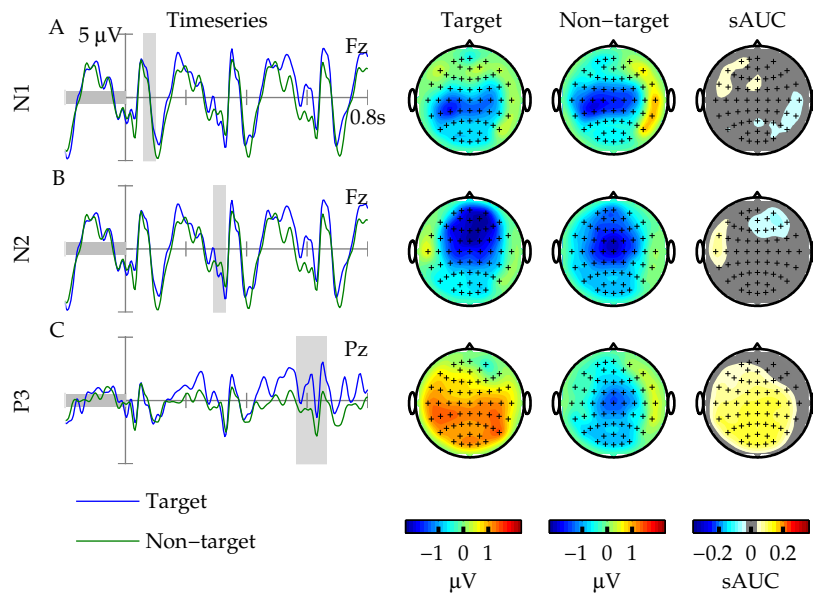 Timeseries Target Non−target sAUC
A
5 μV
Fz
N1
0.8s
B
Fz
N2
C
Pz
P3
Target
Non−target
−1 0 1
−1 0 1
−0.2 0 0.2
μV
μV
sAUC